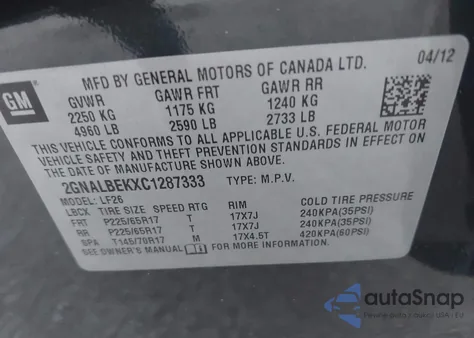 04/12
GM
MFD BY GENERAL MOTORS OF CANADA LTD.
GVWR GAWR FRT GAWR RR
2250 KG 1175 KG 1240 KG
4960 LB 2590 LB 2733 LB
THIS VEHICLE CONFORMS TO ALL APPLICABLE U.S. FEDERAL MOTOR
VEHICLE SAFETY, BUMPER, AND THEFT PREVENTION STANDARDS IN
EFFECT ON THE DATE OF MANUFACTURE SHOWN ABOVE.
2GNALBEKXC1287333 TYPE: M.P.V.
MODEL: LF26
LBCX TIRE SIZE SPEED RTG RIM COLD TIRE PRESSURE
FRT P225/65R17 T 17X7J 240KPA(35PSI)
RR P225/65R17 T 17X7J 240KPA(35PSI)
SPA T145/70R17 M 17X4.5T 420KPA(60PSI)
SEE OWNER'S MANUAL FOR MORE INFORMATION.
autoSnap